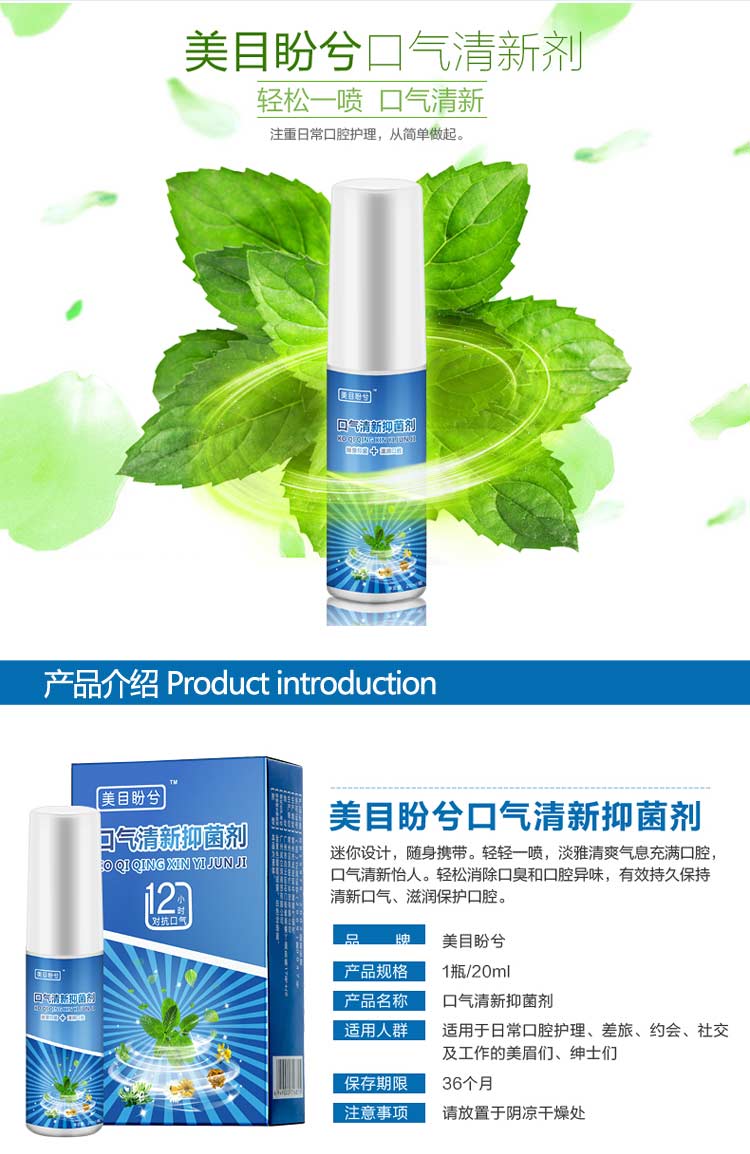 美目盼兮口气清新剂
轻松一喷 口气清新
注重日常口腔护理，从简单做起。
美目盼兮™
口气清新抑菌剂
KO QI QING XIN YI JUN JI
产品介绍 Product introduction
美目盼兮™
口气清新抑菌剂
KO QI QING XIN YI JUN JI
12小时
对抗口气
美目盼兮
口气清新抑菌剂
美目盼兮口气清新抑菌剂
迷你设计，随身携带。轻轻一喷，淡雅清爽气息充满口腔，
口气清新怡人。轻松消除口臭和口腔异味，有效持久保持
清新口气、滋润保护口腔。
品 牌 美目盼兮
产品规格 1瓶/20ml
产品名称 口气清新抑菌剂
适用人群 适用于日常口腔护理、差旅、约会、社交
及工作的美眉们、绅士们
保存期限 36个月
注意事项 请放置于阴凉干燥处